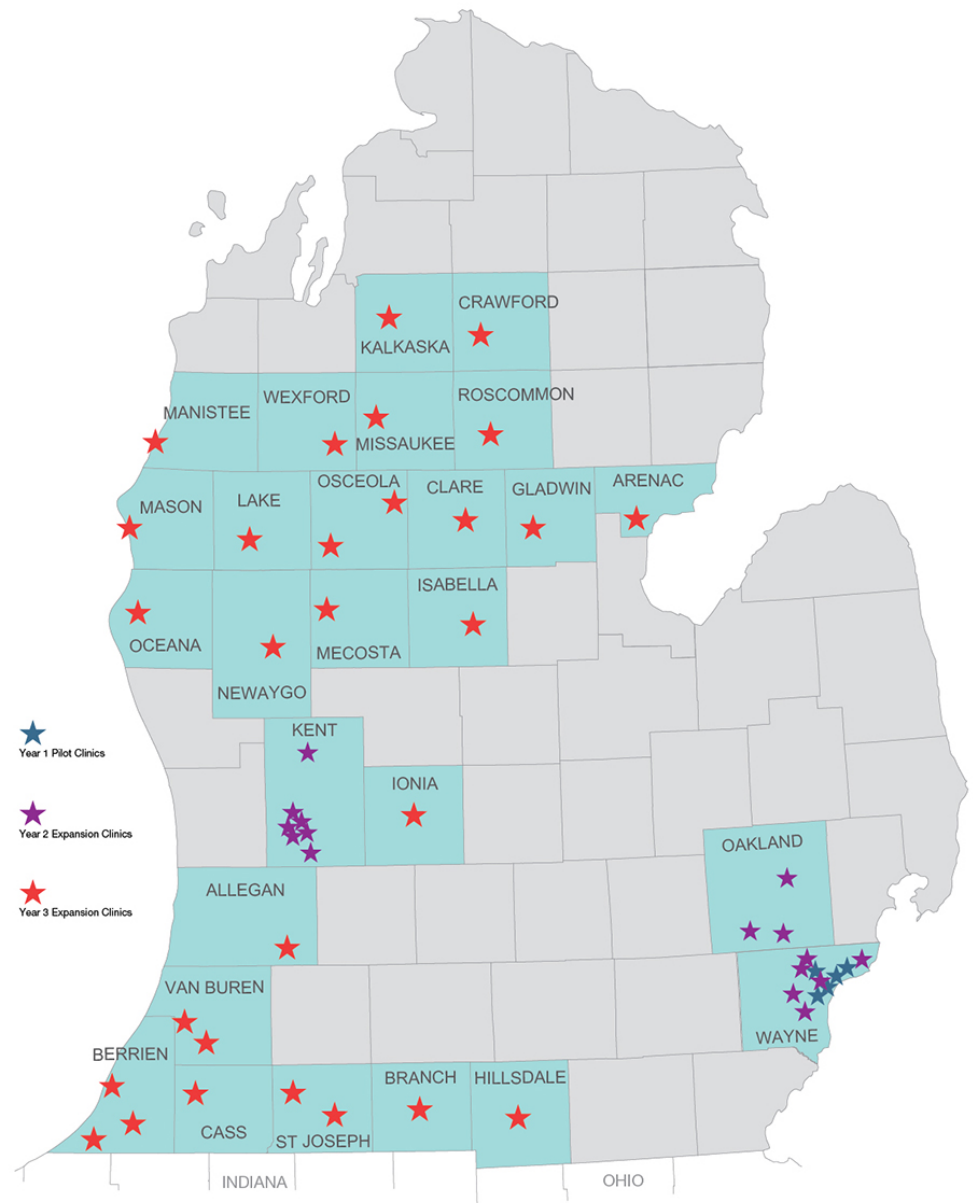 CRAWFORD
KALKASKA
WEXFORD
ROSCOMMON
MANISTEE
MISSAUKEE
OSCEOLA
CLARE
GLADWIN
ARENAC
MASON
LAKE
ISABELLA
OCEANA
MECOSTA
NEWAYGO
KENT
Year 1 Pilot Clinics
IONIA
Year 2 Expansion Clinics
OAKLAND
ALLEGAN
Year 3 Expansion Clinics
VAN BUREN
WAYNE
BERRIEN
BRANCH
HILLSDALE
CASS
ST JOSEPH
INDIANA
OHIO